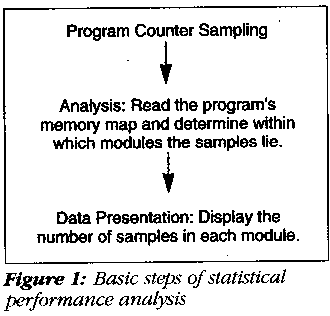 Program Counter Sampling
Analysis: Read the program's
memory map and determine within
which modules the samples lie.
Data Presentation: Display the
number of samples in each module.
Figure 1: Basic steps of statistical
performance analysis